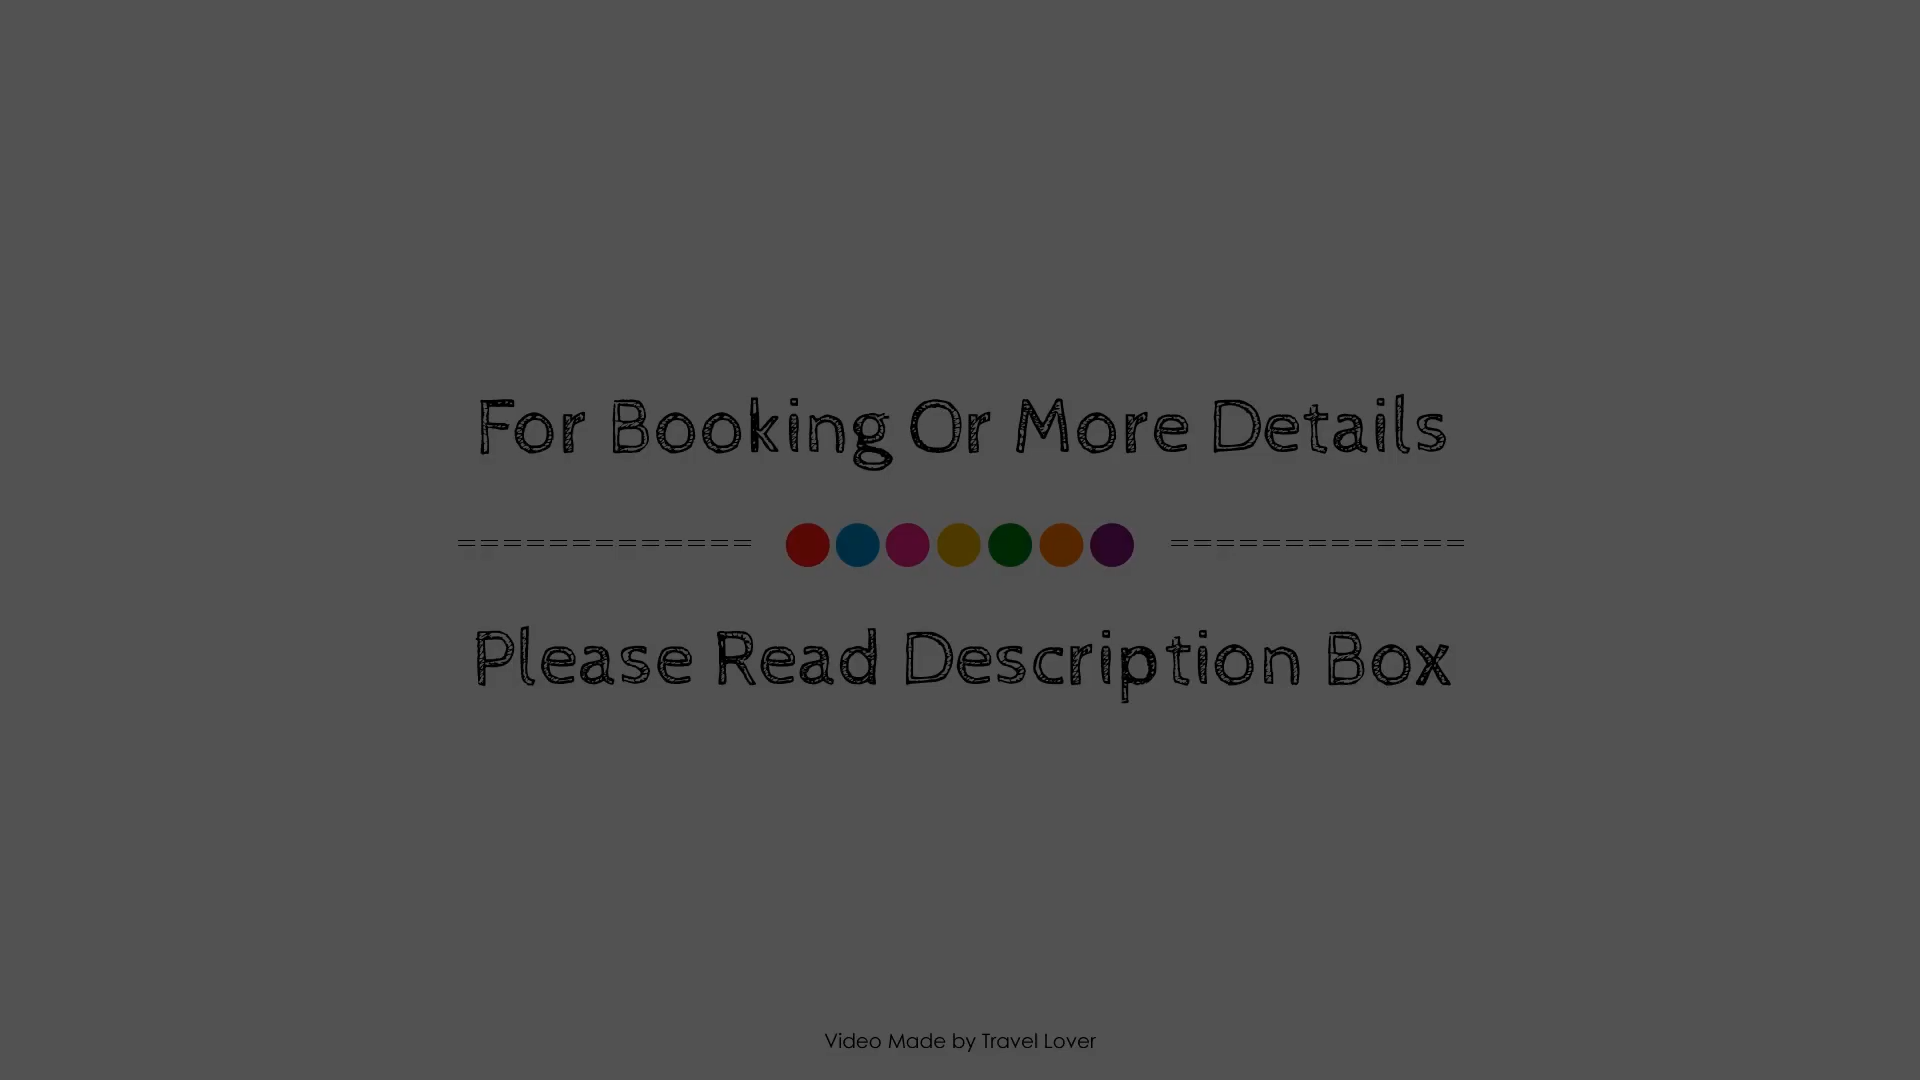 For Booking Or More Details
============= =============
Please Read Description Box
Video Made by Travel Lover